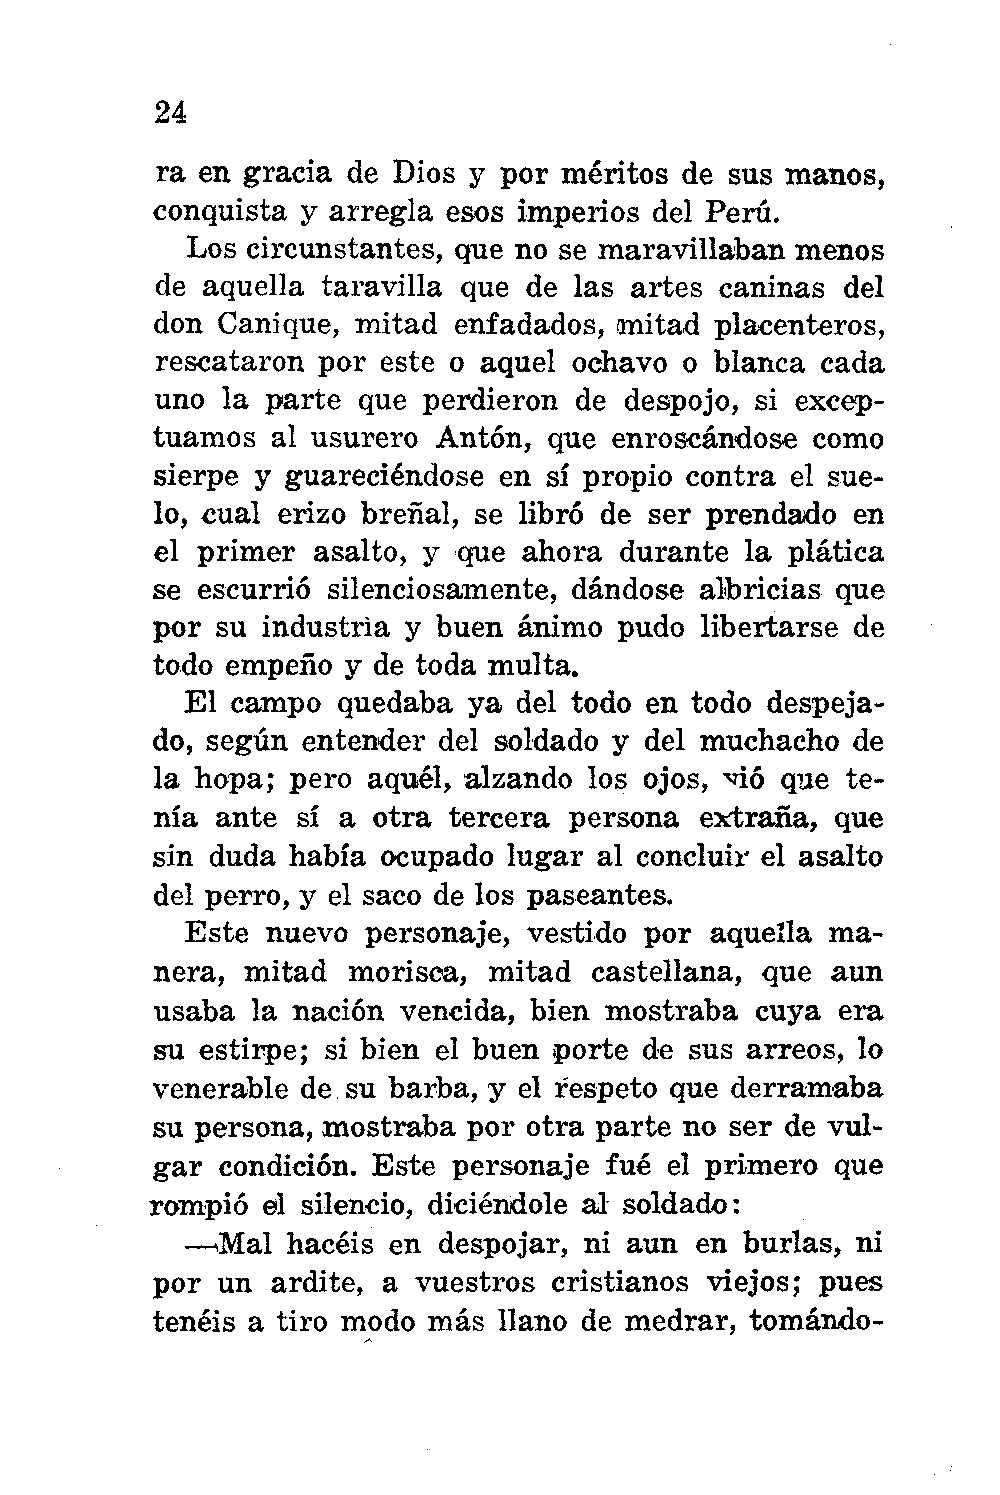 24
ra en gracia de Dios y por méritos de sus manos,
conquista y arregla esos imperios del Perú.
Los circunstantes, que no se maravillaban menos
de aquella taravilla que de las artes caninas del
don Canique, mitad enfadados, mitad placenteros,
rescataron por este o aquel ochavo o blanca cada
uno la parte que perdieron de despojo, si excep-
tuamos al usurero Antón, que enroscándose como
sierpe y guareciéndose en sí propio contra el sue-
lo, cual erizo breñal, se libró de ser prendado en
el primer asalto, y que ahora durante la plática
se escurrió silenciosamente, dándose albricias que
por su industria y buen ánimo pudo libertarse de
todo empeño y de toda multa.
El campo quedaba ya del todo en todo despeja-
do, según entender del soldado y del muchacho de
la hopa; pero aquél, alzando los ojos, vió que te-
nía ante sí a otra tercera persona extraña, que
sin duda había ocupado lugar al concluir el asalto
del perro, y el saco de los paseantes.
Este nuevo personaje, vestido por aquella ma-
nera, mitad morisca, mitad castellana, que aun
usaba la nación vencida, bien mostraba cuya era
su estirpe; si bien el buen porte de sus arreos, lo
venerable de su barba, y el respeto que derramaba
su persona, mostraba por otra parte no ser de vul-
gar condición. Este personaje fué el primero que
rompió el silencio, diciéndole al soldado:
—Mal hacéis en despojar, ni aun en burlas, ni
por un ardite, a vuestros cristianos viejos; pues
tenéis a tiro modo más llano de medrar, tomándo-